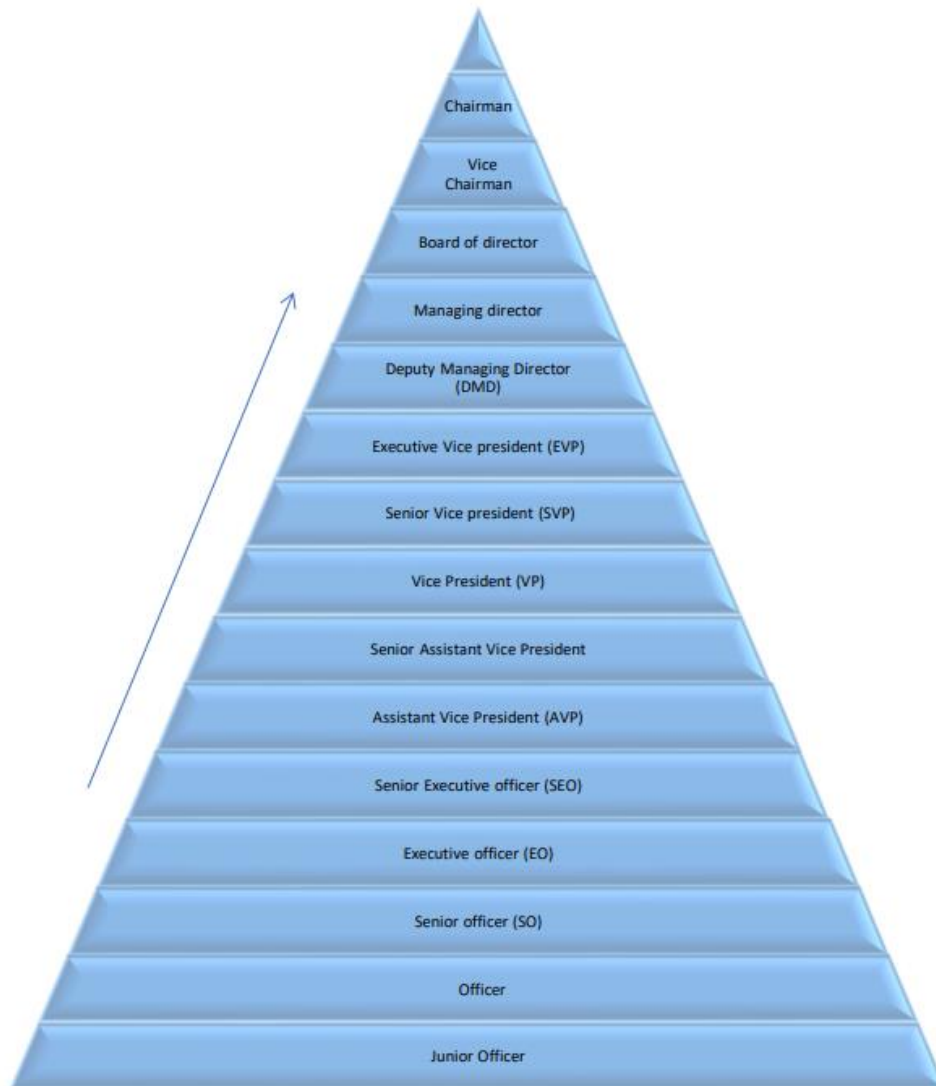 Chairman
Vice
Chairman
Board of director
Managing director
Deputy Managing Director
(DMD)
Executive Vice president (EVP)
Senior Vice president (SVP)
Vice President (VP)
Senior Assistant Vice President
Assistant Vice President (AVP)
Senior Executive officer (SEO)
Executive officer (EO)
Senior officer (SO)
Officer
Junior Officer